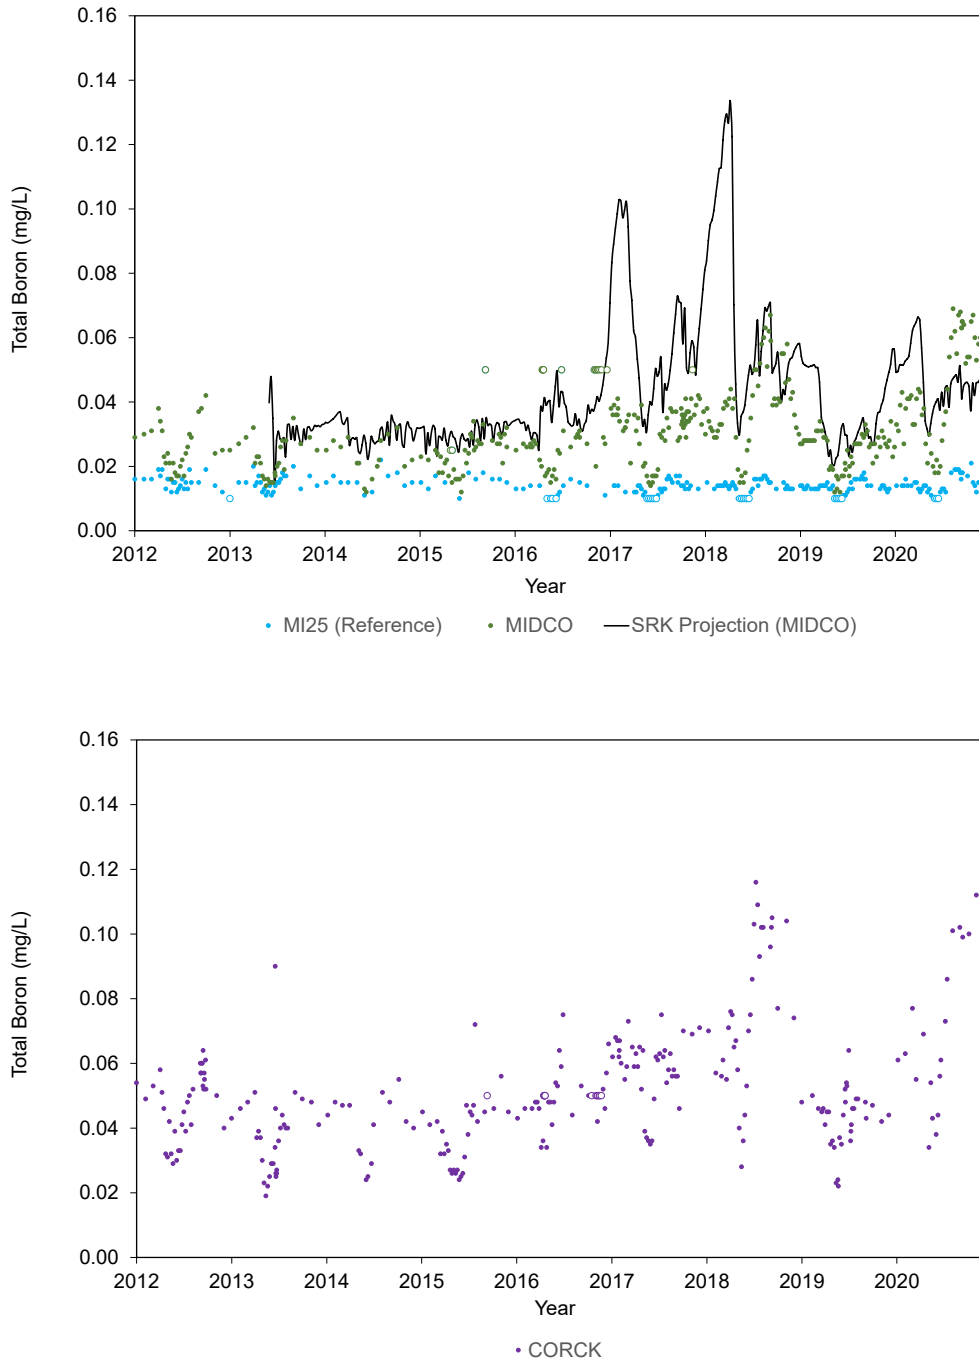 0.16
0.14
0.12
0.10
0.08
0.06
0.04
0.02
0.00
Total Boron (mg/L)
2012 2013 2014 2015 2016 2017 2018 2019 2020
Year
MI25 (Reference) MIDCO SRK Projection (MIDCO)
0.16
0.14
0.12
0.10
0.08
0.06
0.04
0.02
0.00
Total Boron (mg/L)
2012 2013 2014 2015 2016 2017 2018 2019 2020
Year
CORCK